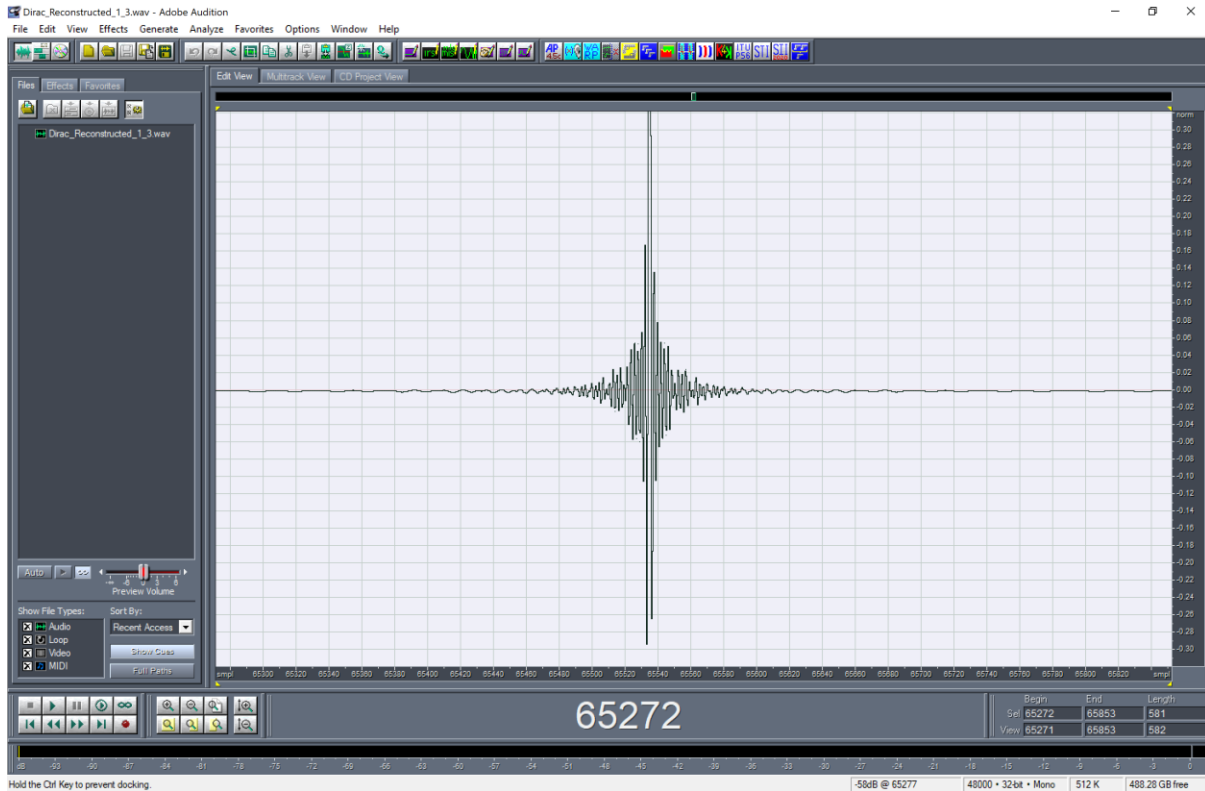 Dirac_Reconstructed_1_3.wav - Adobe Audition
File Edit View Effects Generate Analyze Favorites Options Window Help
Files Effects Favorites
Edit View Multitrack View CD Project View
Dirac_Reconstructed_1_3.wav
norm
0.30
0.28
0.26
0.24
0.22
0.20
0.18
0.16
0.14
0.12
0.10
0.08
0.06
0.04
0.02
0.00
-0.02
-0.04
-0.06
-0.08
-0.10
-0.12
-0.14
-0.16
-0.18
-0.20
-0.22
-0.24
-0.26
-0.28
-0.30
Auto
Preview Volume
Show File Types: Sort By:
Audio Recent Access
Loop
Video Show Cues
MIDI Full Paths
smpl 65300 65320 65340 65360 65380 65400 65420 65440 65460 65480 65500 65520 65540 65560 65580 65600 65620 65640 65660 65680 65700 65720 65740 65760 65780 65800 65820 smpl
65272
Begin End Length
Sel 65272 65853 581
View 65271 65853 582
dB -93 -90 -87 -84 -81 -78 -75 -72 -69 -66 -63 -60 -57 -54 -51 -48 -45 -42 -39 -36 -33 -30 -27 -24 -21 -18 -15 -12 -9 -6 -3 0
Hold the Ctrl Key to prevent docking.
-58dB @ 65277 48000 • 32-bit • Mono 512 K 488.28 GB free